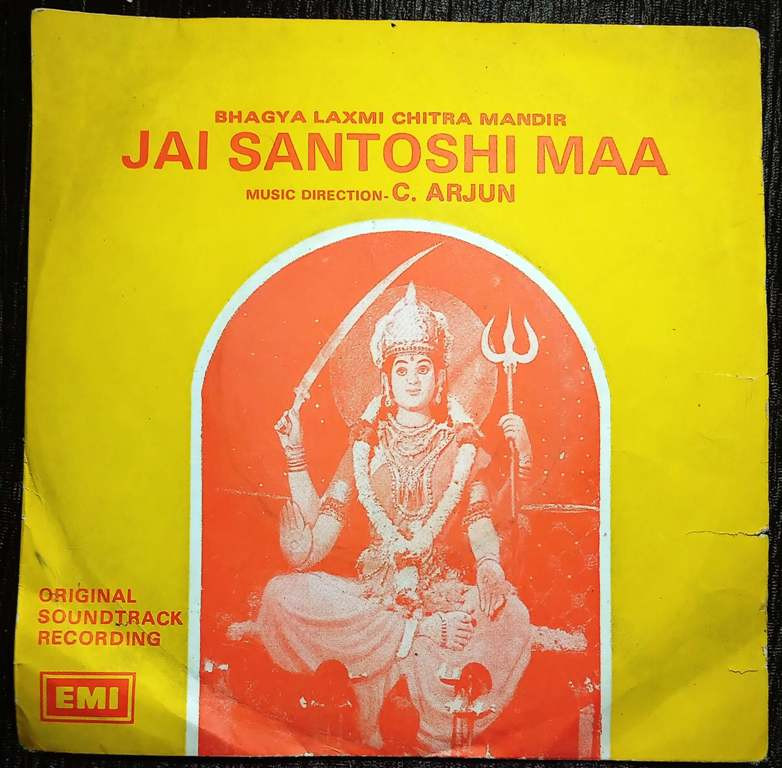 BHAGYA LAXMI CHITRA MANDIR
JAI SANTOSHI MAA
MUSIC DIRECTION- C. ARJUN
ORIGINAL
SOUNDTRACK
RECORDING
EMI